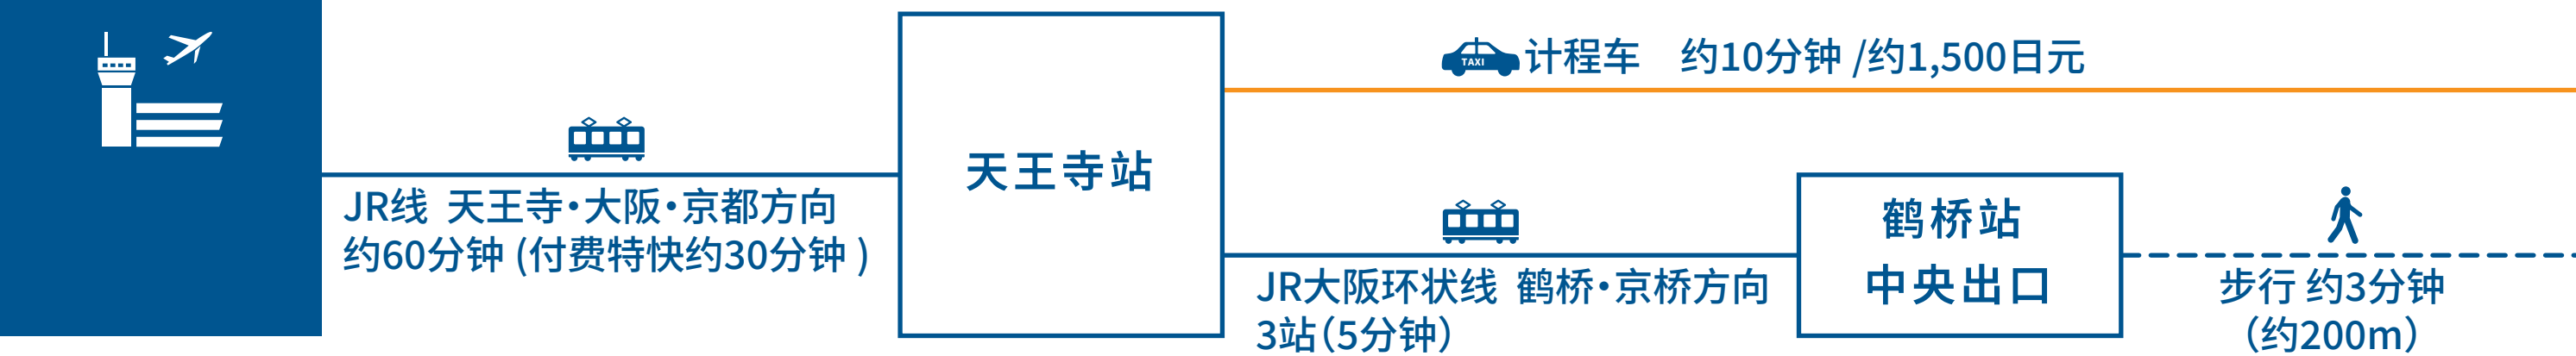 JR线 天王寺・大阪・京都方向
约60分钟 (付费特快约30分钟 )
天王寺站
TAXI
计程车 约10分钟 /约1,500日元
JR大阪环状线 鹤桥・京桥方向
3站（5分钟）
鹤桥站
中央出口
步行 约3分钟
（约200m）